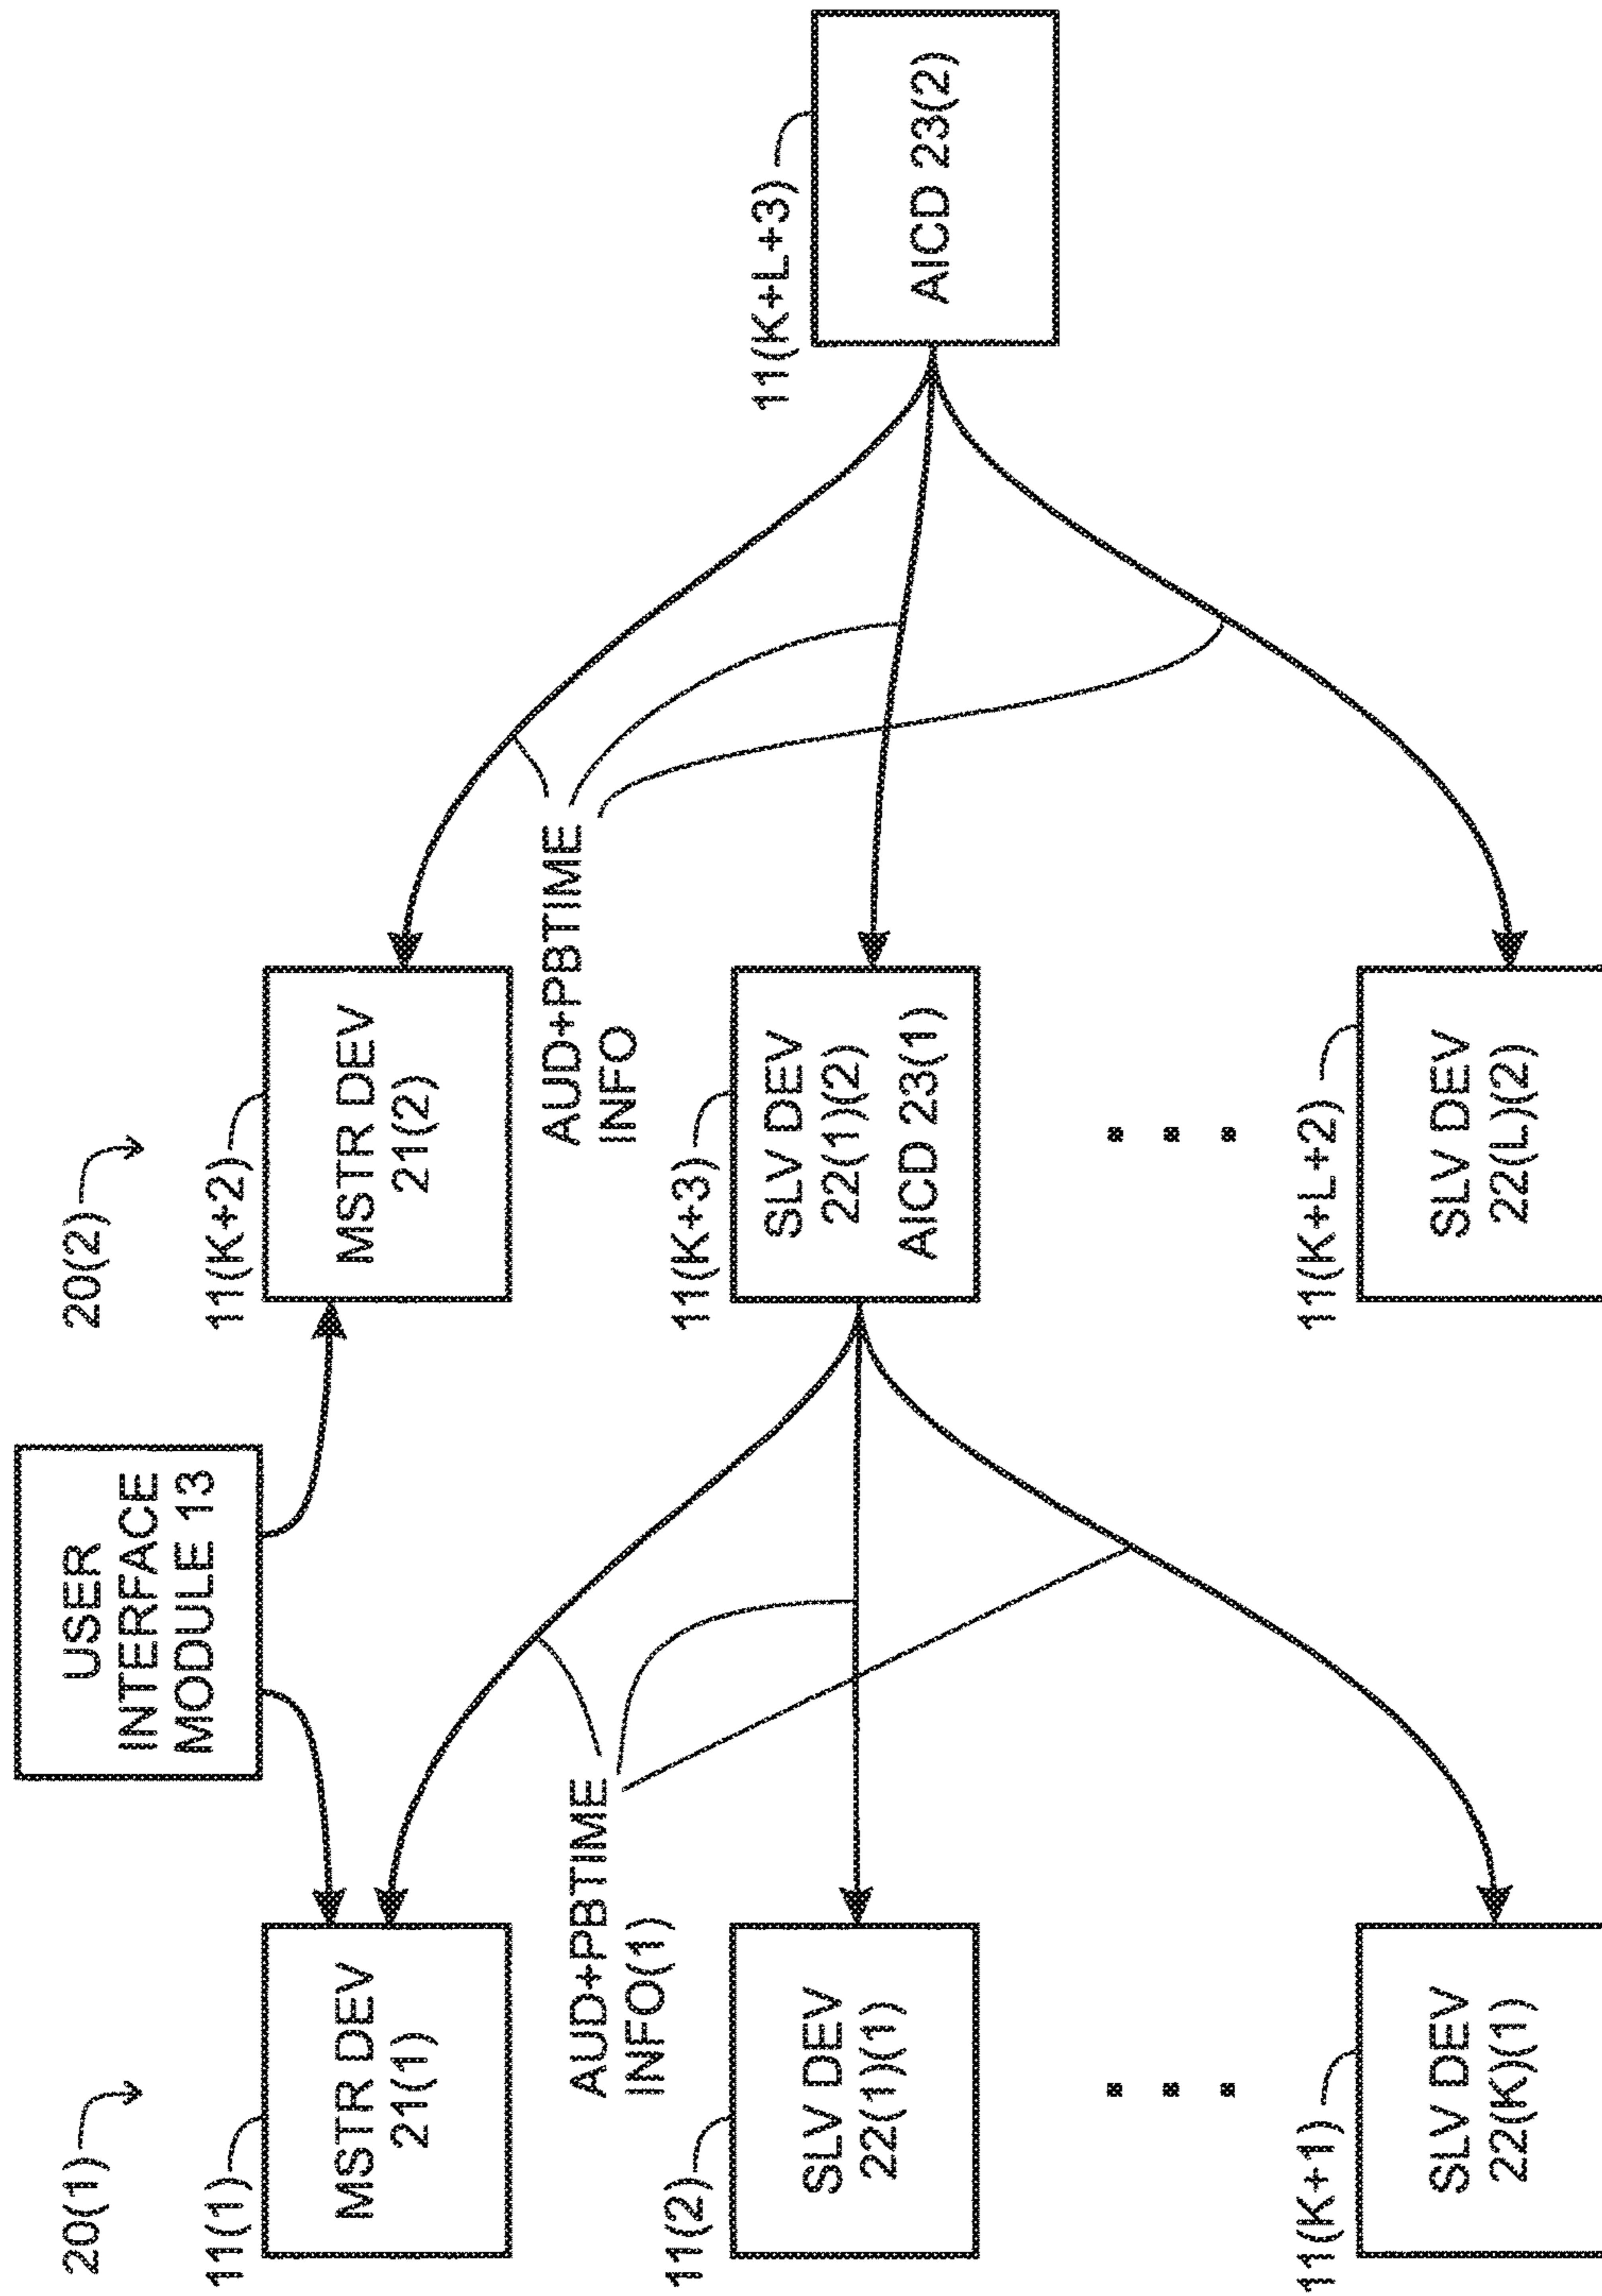 USER
INTERFACE
MODULE 13
20(1)
20(2)
11(1)
MSTR DEV
21(1)
11(K+2)
MSTR DEV
21(2)
AUD+PBTIME
INFO(1)
AUD+PBTIME
INFO
11(2)
SLV DEV
22(1)(1)
11(K+3)
SLV DEV
22(1)(2)
AICD 23(1)
11(K+L+3)
AICD 23(2)
11(K+1)
SLV DEV
22(K)(1)
11(K+L+2)
SLV DEV
22(L)(2)